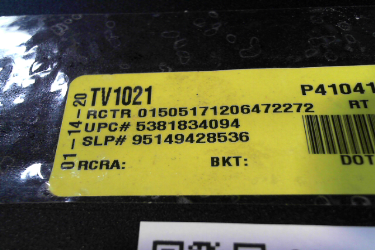 01-14-20
TV1021
P41041
RCTR 01505171206472272
RT
UPC# 5381834094
SLP# 95149428536
RCRA:
BKT:
DOT